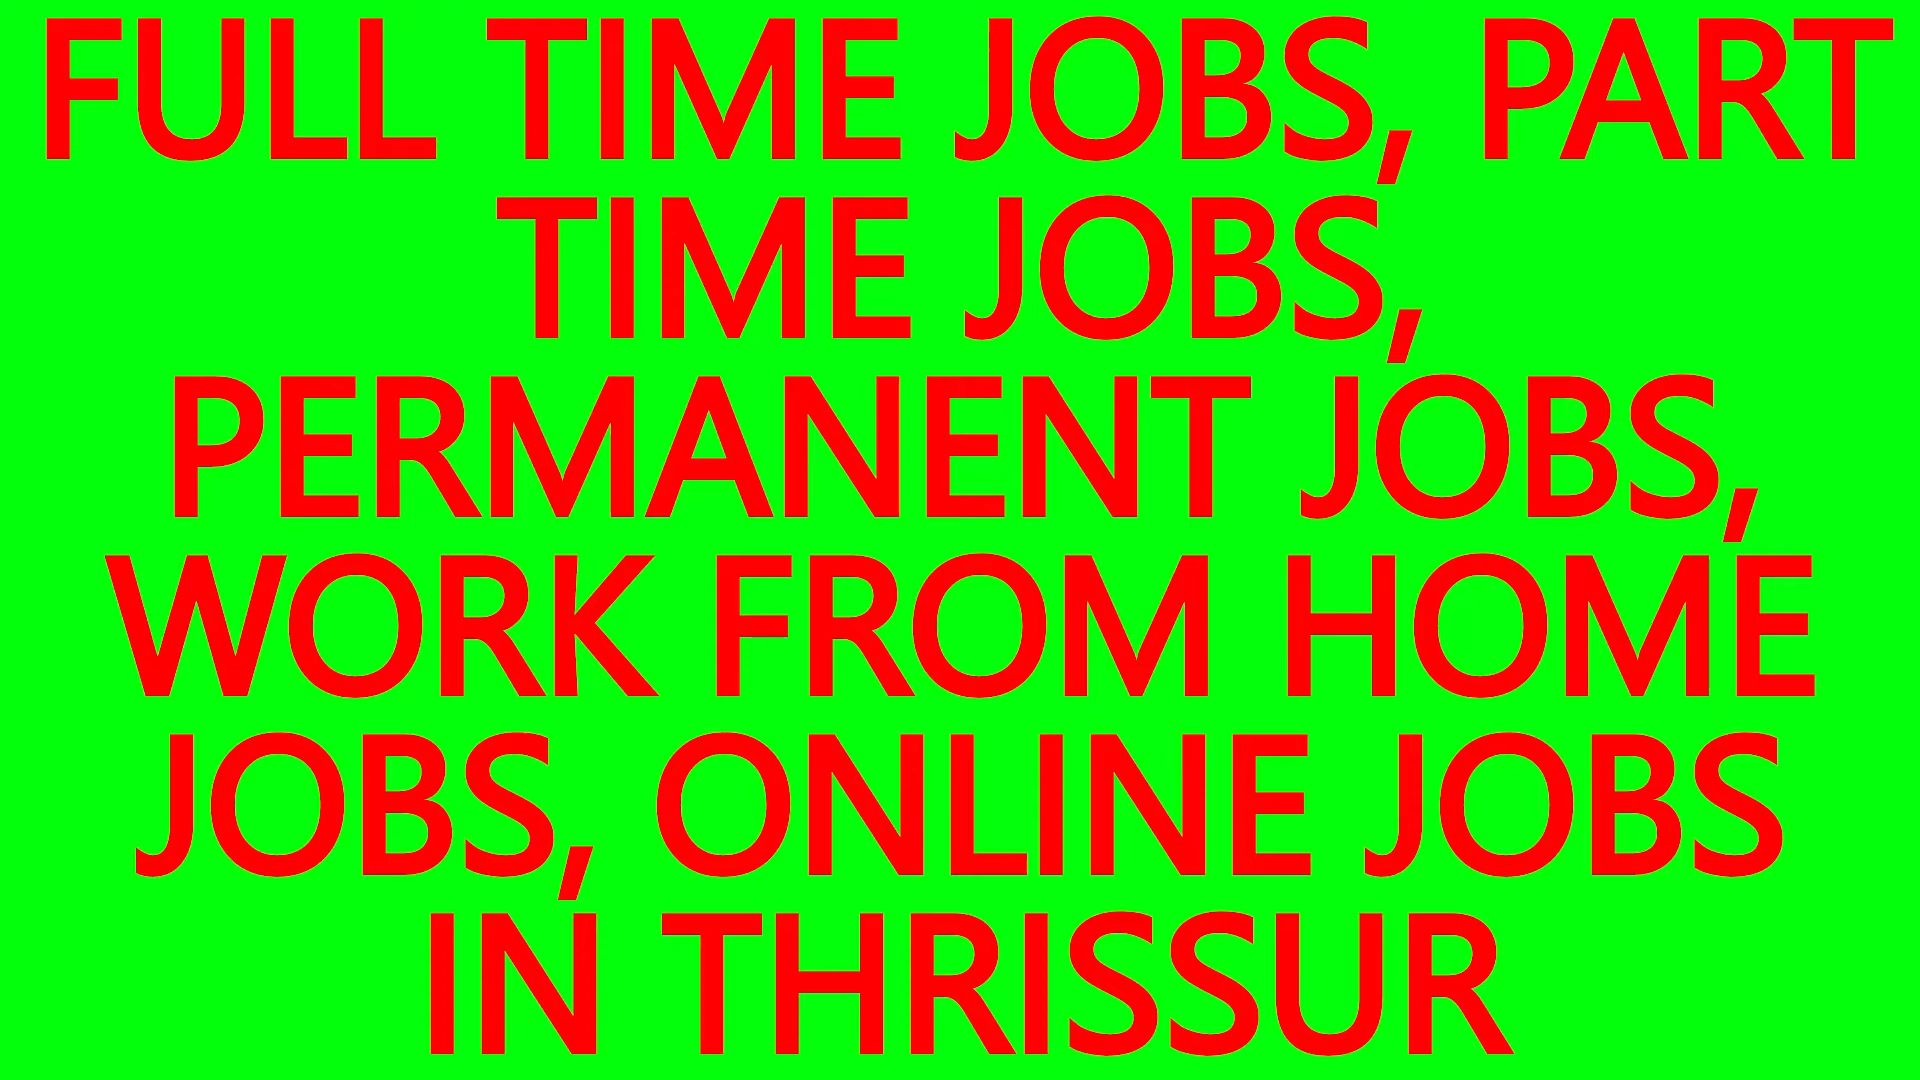 FULL TIME JOBS, PART
TIME JOBS,
PERMANENT JOBS,
WORK FROM HOME
JOBS, ONLINE JOBS
IN THRISSUR